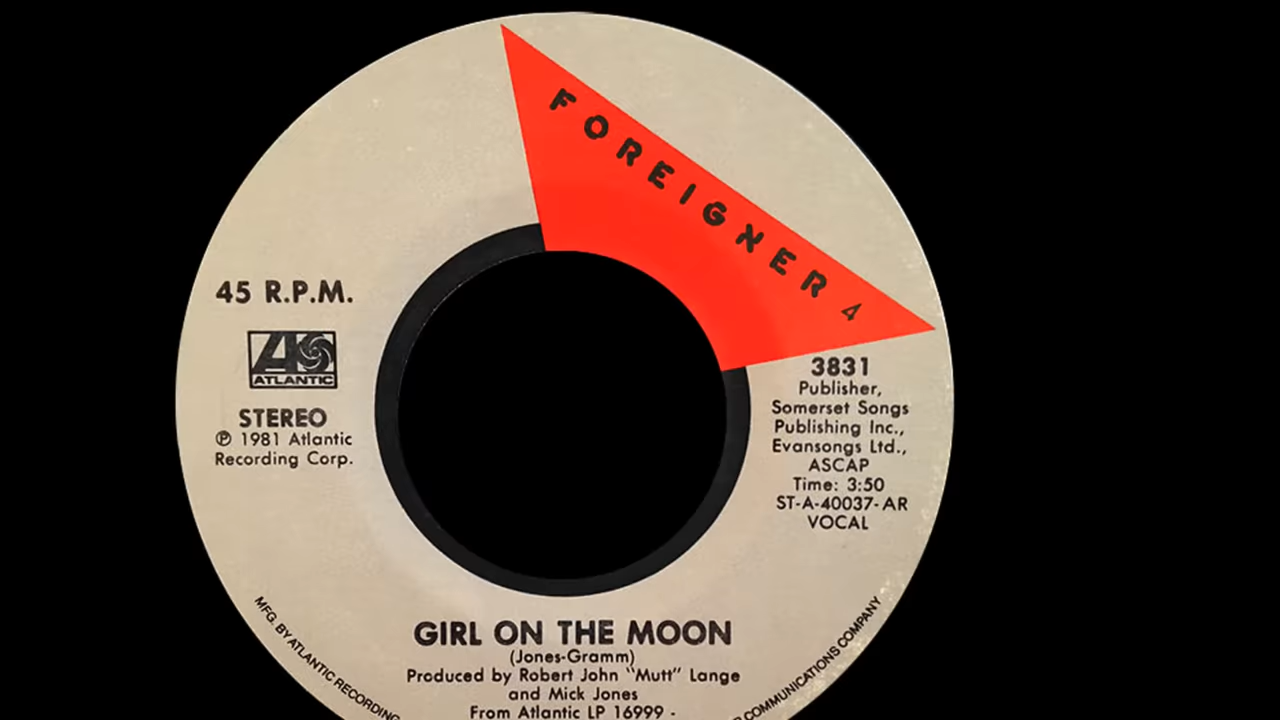 FOREIGNER 4
45 R.P.M.
ATLANTIC
STEREO
℗ 1981 Atlantic
Recording Corp.
3831
Publisher,
Somerset Songs
Publishing Inc.,
Evansongs Ltd.,
ASCAP
Time: 3:50
ST-A-40037-AR
VOCAL
GIRL ON THE MOON
(Jones-Gramm)
Produced by Robert John "Mutt" Lange
and Mick Jones
From Atlantic LP 16999 -
MFG. BY ATLANTIC RECORDING
COMMUNICATIONS COMPANY